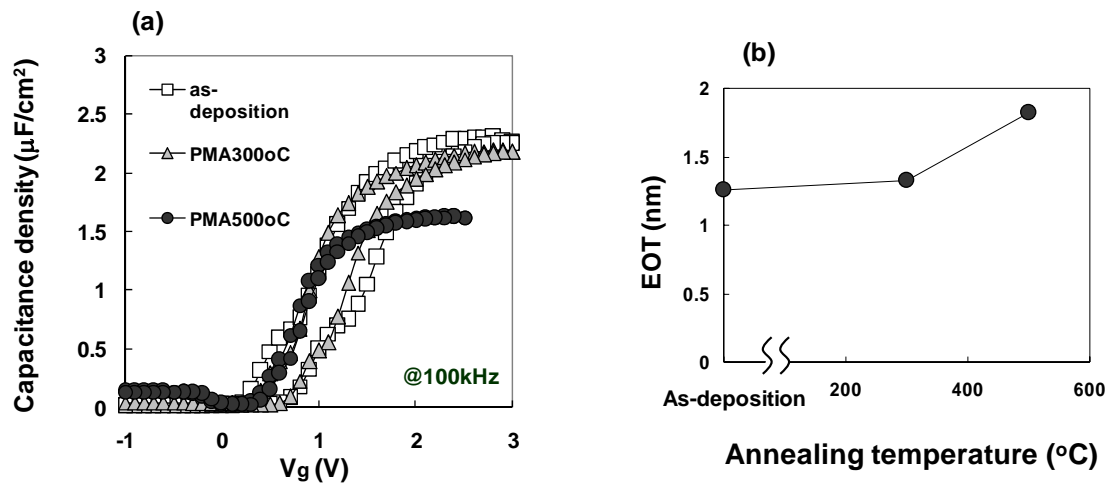 (a)
Capacitance density (μF/cm²)
3
2.5
2
1.5
1
0.5
0
as-
deposition
PMA300oC
PMA500oC
@100kHz
-1 0 1 2 3
Vg (V)
(b)
EOT (nm)
2
1.5
1
0.5
0
As-deposition 200 400 600
Annealing temperature (ᵒC)